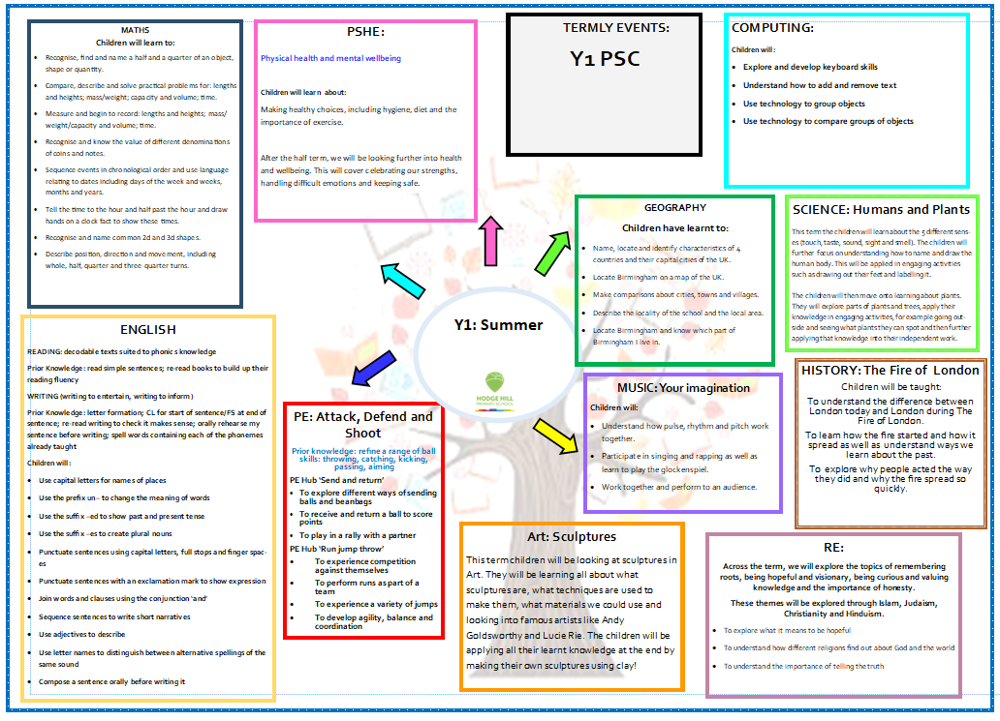 MATHS
Children will learn to:
• Recognise, find and name a half and a quarter of an object,
shape or quantity.
• Compare, describe and solve practical problems for: lengths
and heights; mass/weight; capacity and volume; time.
• Measure and begin to record: lengths and heights; mass/
weight/capacity and volume; time.
• Recognise and know the value of different denominations
of coins and notes.
• Sequence events in chronological order and use language
relating to dates including days of the week and weeks,
months and years.
• Tell the time to the hour and half past the hour and draw
hands on a clock fact to show these times.
• Recognise and name common 2d and 3d shapes.
• Describe position, direction and movement, including
whole, half, quarter and three-quarter turns.
PSHE:
Physical health and mental wellbeing
Children will learn about:
Making healthy choices, including hygiene, diet and the
importance of exercise.
After the half term, we will be looking further into health
and wellbeing. This will cover celebrating our strengths,
handling difficult emotions and keeping safe.
TERMLY EVENTS:
Y1 PSC
COMPUTING:
Children will:
• Explore and develop keyboard skills
• Understand how to add and remove text
• Use technology to group objects
• Use technology to compare groups of objects
GEOGRAPHY
Children have learnt to:
• Name, locate and identify characteristics of 4
countries and their capital cities of the UK.
• Locate Birmingham on a map of the UK.
• Make comparisons about cities, towns and villages.
• Describe the locality of the school and the local area.
• Locate Birmingham and know which part of
Birmingham I live in.
SCIENCE: Humans and Plants
This term the children will learn about the 5 different sens-
es (touch, taste, sound, sight and smell). The children will
further focus on understanding how to name and draw the
human body. This will be applied in engaging activities
such as drawing out their feet and labelling it.
The children will then move onto learning about plants.
They will explore parts of plants and trees, apply their
knowledge in engaging activities, for example going out-
side and seeing what plants they can spot and then further
applying that knowledge into their independent work.
Y1: Summer
HODGE HILL
PRIMARY SCHOOL
ENGLISH
READING: decodable texts suited to phonics knowledge
Prior Knowledge: read simple sentences; re-read books to build up their
reading fluency
WRITING (writing to entertain, writing to inform)
Prior Knowledge: letter formation; CL for start of sentence/FS at end of
sentence; re-read writing to check it makes sense; orally rehearse my
sentence before writing; spell words containing each of the phonemes
already taught
Children will:
• Use capital letters for names of places
• Use the prefix un– to change the meaning of words
• Use the suffix –ed to show past and present tense
• Use the suffix –es to create plural nouns
• Punctuate sentences using capital letters, full stops and finger spac-
es
• Punctuate sentences with an exclamation mark to show expression
• Join words and clauses using the conjunction ‘and’
• Sequence sentences to write short narratives
• Use adjectives to describe
• Use letter names to distinguish between alternative spellings of the
same sound
• Compose a sentence orally before writing it
PE: Attack, Defend and
Shoot
Prior knowledge: refine a range of ball
skills: throwing, catching, kicking,
passing, aiming
PE Hub ‘Send and return’
• To explore different ways of sending
balls and beanbags
• To receive and return a ball to score
points
• To play in a rally with a partner
PE Hub ‘Run jump throw’
• To experience competition
against themselves
• To perform runs as part of a
team
• To experience a variety of jumps
• To develop agility, balance and
coordination
MUSIC: Your imagination
Children will:
• Understand how pulse, rhythm and pitch work
together.
• Participate in singing and rapping as well as
learn to play the glockenspiel.
• Work together and perform to an audience.
HISTORY: The Fire of London
Children will be taught:
To understand the difference between
London today and London during The
Fire of London.
To learn how the fire started and how it
spread as well as understand ways we
learn about the past.
To explore why people acted the way
they did and why the fire spread so
quickly.
Art: Sculptures
This term children will be looking at sculptures in
Art. They will be learning all about what
sculptures are, what techniques are used to
make them, what materials we could use and
looking into famous artists like Andy
Goldsworthy and Lucie Rie. The children will be
applying all their learnt knowledge at the end by
making their own sculptures using clay!
RE:
Across the term, we will explore the topics of remembering
roots, being hopeful and visionary, being curious and valuing
knowledge and the importance of honesty.
These themes will be explored through Islam, Judaism,
Christianity and Hinduism.
• To explore what it means to be hopeful
• To understand how different religions find out about God and the world
• To understand the importance of telling the truth